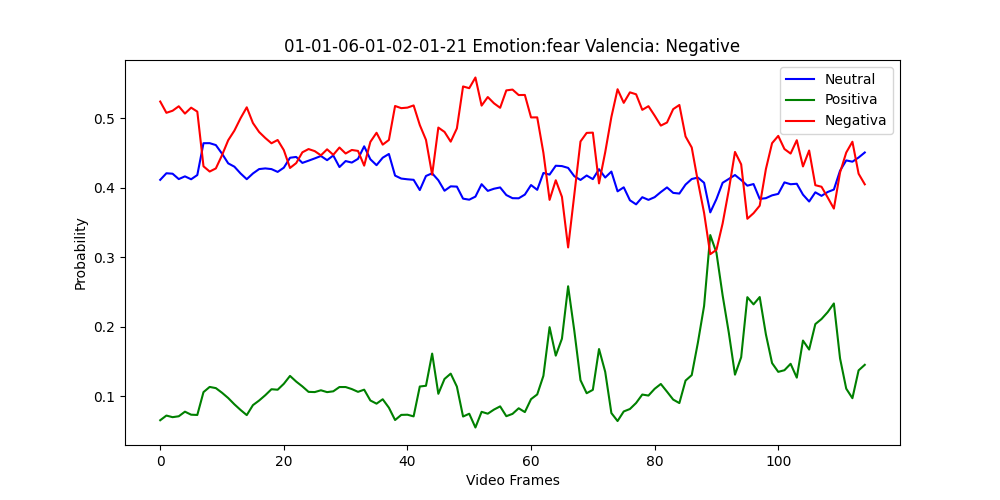 01-01-06-01-02-01-21 Emotion:fear Valencia: Negative
Neutral
Positiva
Negativa
Probability
0.5
0.4
0.3
0.2
0.1
0 20 40 60 80 100
Video Frames